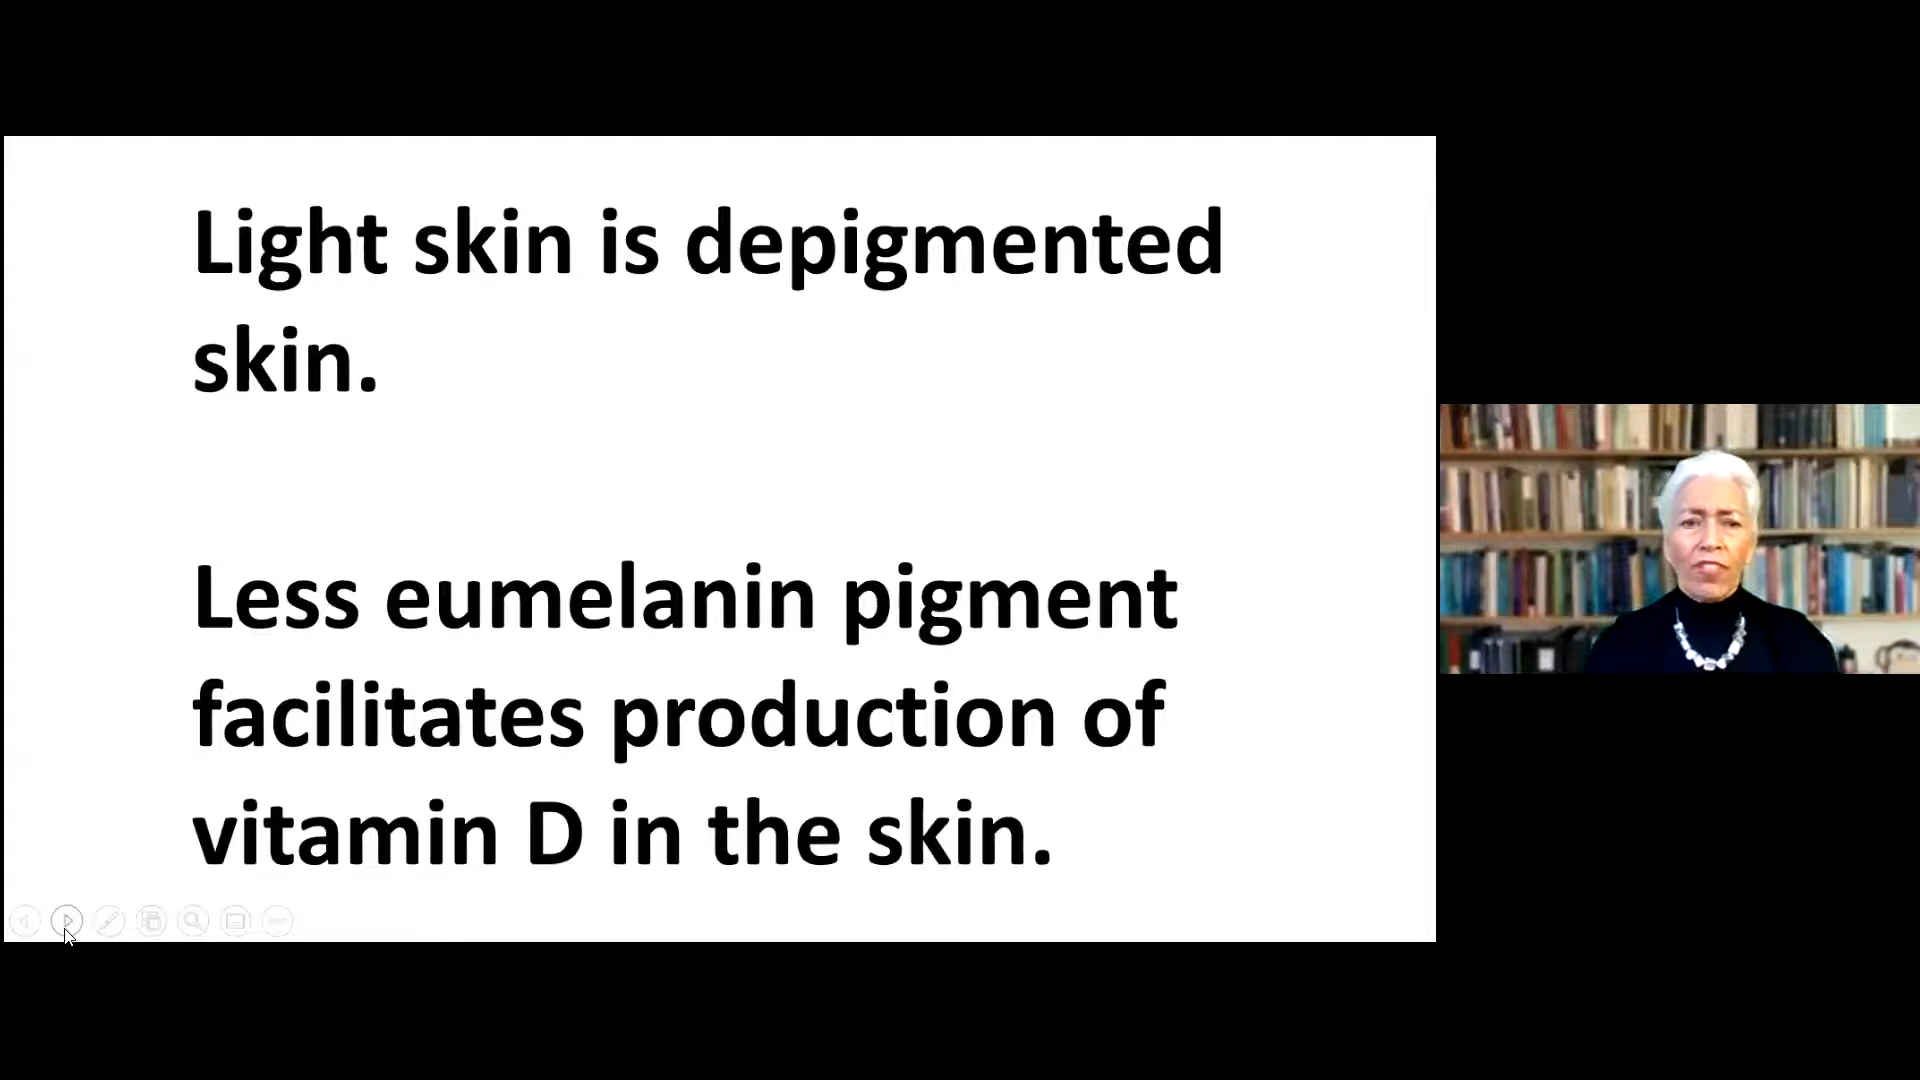 Light skin is depigmented
skin.
Less eumelanin pigment
facilitates production of
vitamin D in the skin.